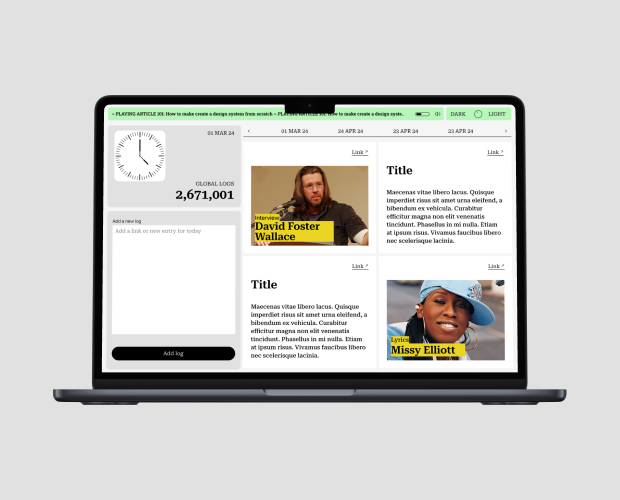 ~ PLAYING ARTICLE 101: How to make create a design system from scratch ~ PLAYING ARTICLE 101: How to make create a design syste..
DARK
LIGHT
01 MAR 24
GLOBAL LOGS
2,671,001
Add a new log
Add a link or new entry for today
Add log
‹
01 MAR 24
24 APR 24
23 APR 24
23 APR 24
›
Link ↗
Interview
David Foster
Wallace
Link ↗
Title
Maecenas vitae libero lacus. Quisque
imperdiet risus sit amet urna eleifend, a
bibendum ex vehicula. Curabitur
efficitur magna non elit venenatis
tincidunt. Phasellus in mi dapibus. Etiam
at ipsum risus. Vivamus faucibus libero
nec scelerisque lacinia.
Link ↗
Title
Maecenas vitae libero lacus. Quisque
imperdiet risus sit amet urna eleifend, a
bibendum ex vehicula. Curabitur
efficitur magna non elit venenatis
tincidunt. Phasellus in mi dapibus. Etiam
at ipsum risus. Vivamus faucibus libero
nec scelerisque lacinia.
Link ↗
Lyrics
Missy Elliott